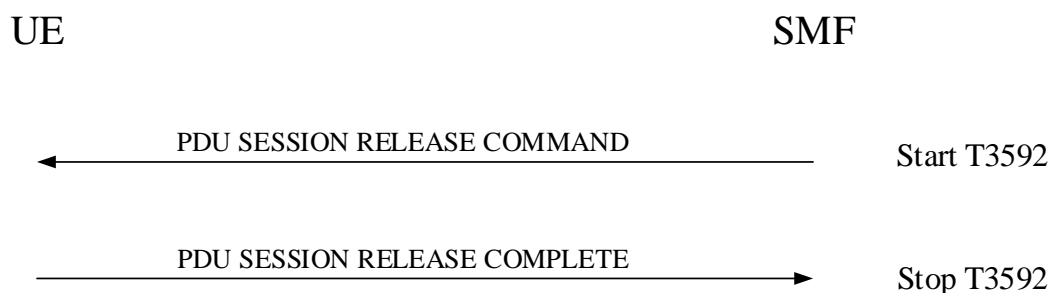 UE
SMF
PDU SESSION RELEASE COMMAND
Start T3592
PDU SESSION RELEASE COMPLETE
Stop T3592